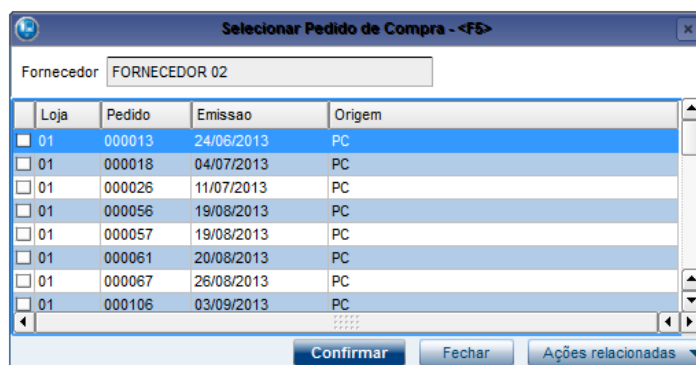 Selecionar Pedido de Compra - <F5>
Fornecedor FORNECEDOR 02
Loja Pedido Emissao Origem
01 000013 24/06/2013 PC
01 000018 04/07/2013 PC
01 000026 11/07/2013 PC
01 000056 19/08/2013 PC
01 000057 19/08/2013 PC
01 000061 20/08/2013 PC
01 000067 26/08/2013 PC
01 000106 03/09/2013 PC
Confirmar Fechar Ações relacionadas